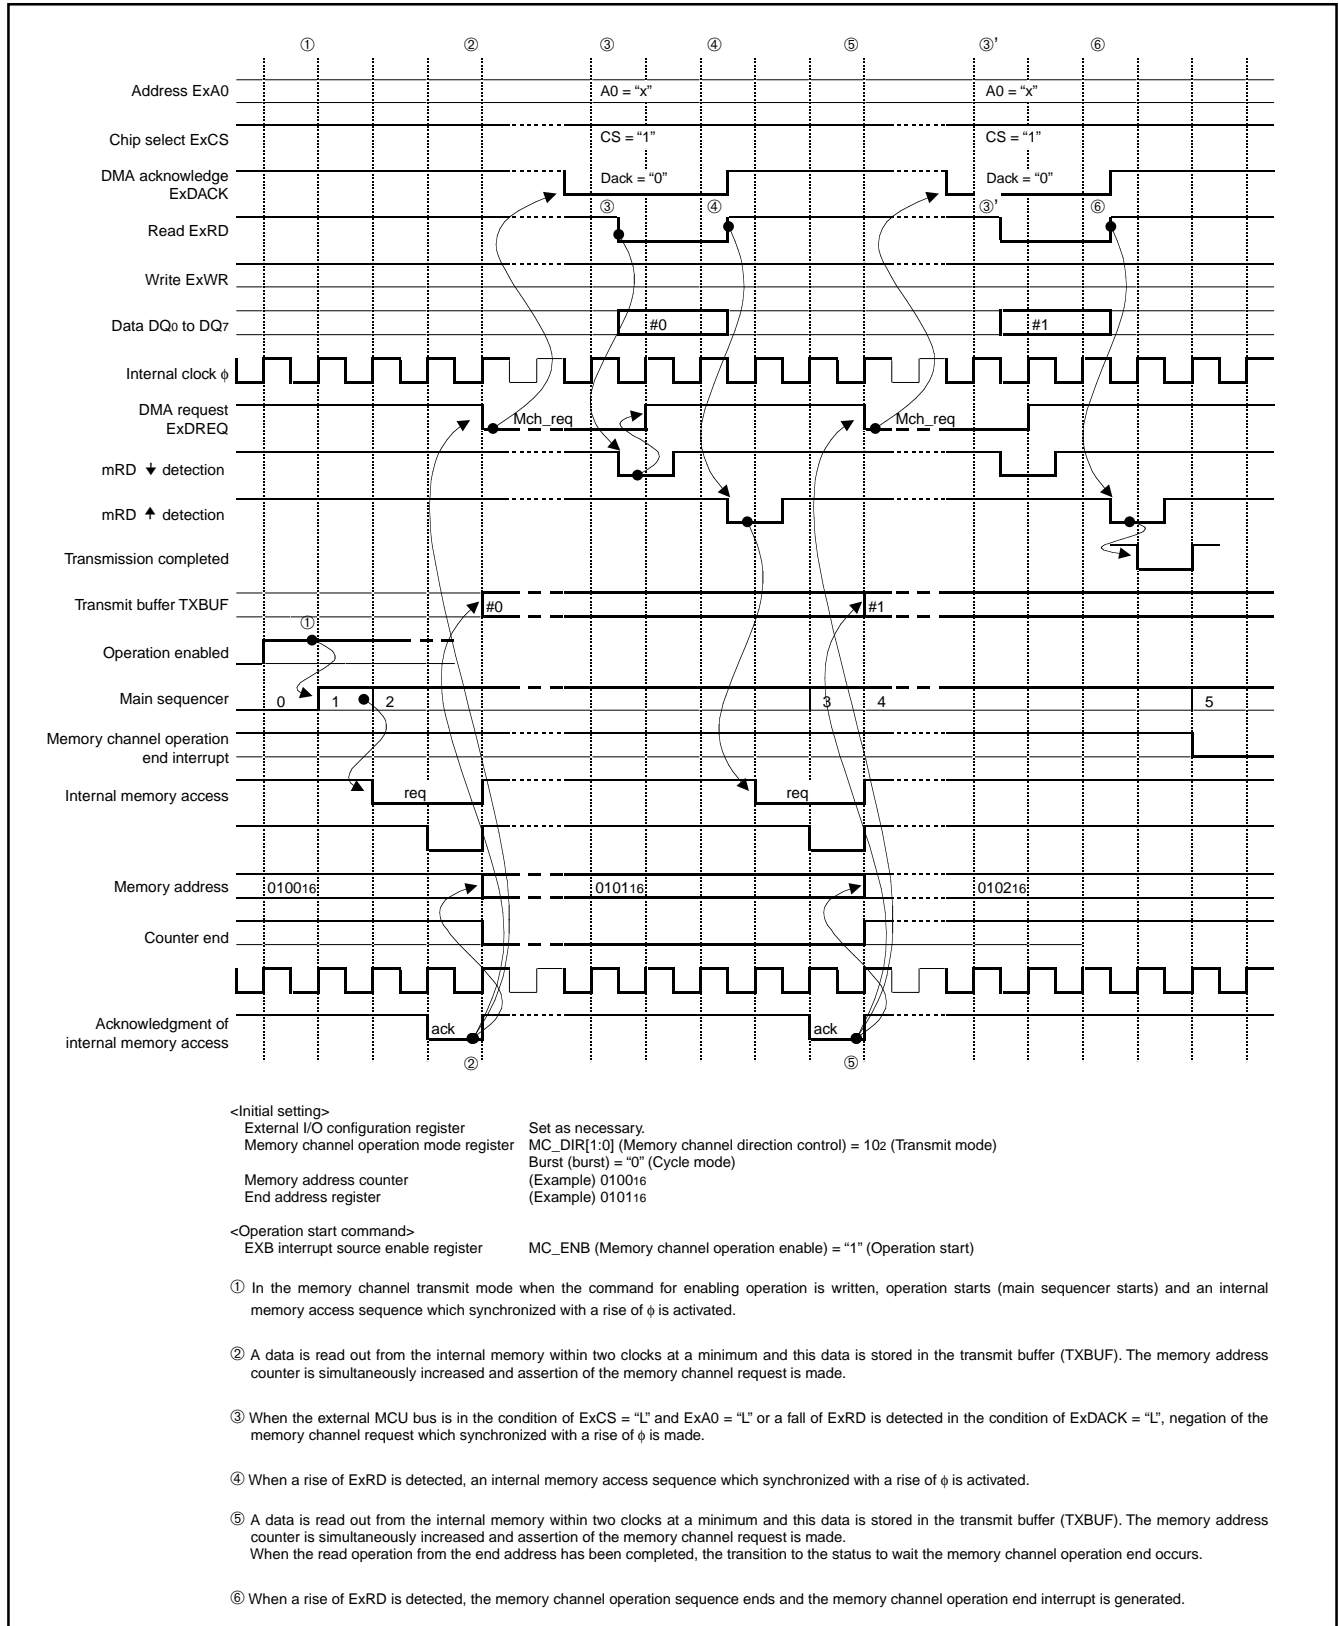 ① ② ③ ④ ⑤ ③’ ⑥
Address ExA0 A0 = “x” A0 = “x”
Chip select ExCS CS = “1” CS = “1”
DMA acknowledge
ExDACK Dack = “0” Dack = “0”
③ ④ ③’ ⑥
Read ExRD
Write ExWR
Data DQ0 to DQ7 #0 #1
Internal clock ϕ
DMA request
ExDREQ Mch_req Mch_req
mRD ↓ detection
mRD ↑ detection
Transmission completed
Transmit buffer TXBUF #0 #1
①
Operation enabled
Main sequencer 0 1 2 3 4 5
Memory channel operation
end interrupt
Internal memory access req req
Memory address 010016 010116 010216
Counter end
Acknowledgment of
internal memory access ack ack
② ⑤
<Initial setting>
External I/O configuration register Set as necessary.
Memory channel operation mode register MC_DIR[1:0] (Memory channel direction control) = 102 (Transmit mode)
Burst (burst) = “0” (Cycle mode)
Memory address counter (Example) 010016
End address register (Example) 010116
<Operation start command>
EXB interrupt source enable register MC_ENB (Memory channel operation enable) = “1” (Operation start)
① In the memory channel transmit mode when the command for enabling operation is written, operation starts (main sequencer starts) and an internal
memory access sequence which synchronized with a rise of ϕ is activated.
② A data is read out from the internal memory within two clocks at a minimum and this data is stored in the transmit buffer (TXBUF). The memory address
counter is simultaneously increased and assertion of the memory channel request is made.
③ When the external MCU bus is in the condition of ExCS = “L” and ExA0 = “L” or a fall of ExRD is detected in the condition of ExDACK = “L”, negation of the
memory channel request which synchronized with a rise of ϕ is made.
④ When a rise of ExRD is detected, an internal memory access sequence which synchronized with a rise of ϕ is activated.
⑤ A data is read out from the internal memory within two clocks at a minimum and this data is stored in the transmit buffer (TXBUF). The memory address
counter is simultaneously increased and assertion of the memory channel request is made.
When the read operation from the end address has been completed, the transition to the status to wait the memory channel operation end occurs.
⑥ When a rise of ExRD is detected, the memory channel operation sequence ends and the memory channel operation end interrupt is generated.